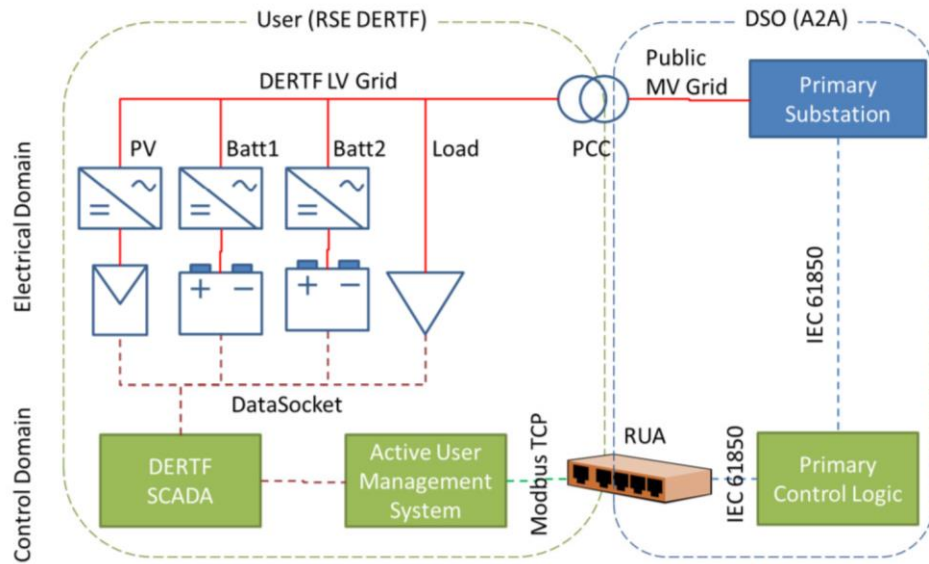 User (RSE DERTF)
DSO (A2A)
DERTF LV Grid
Public
MV Grid
Primary
Substation
PV
Batt1
Batt2
Load
PCC
Electrical Domain
IEC 61850
DataSocket
Control Domain
DERTF
SCADA
Active User
Management
System
Modbus TCP
RUA
IEC 61850
Primary
Control Logic